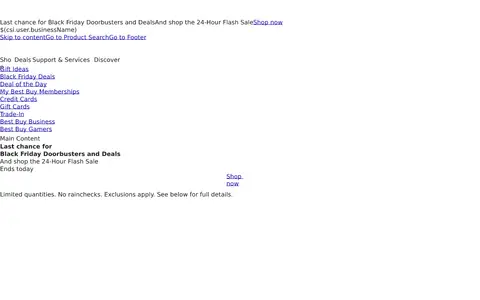 Last chance for Black Friday Doorbusters and DealsAnd shop the 24-Hour Flash SaleShop now
$(csi.user.businessName)
Skip to contentGo to Product SearchGo to Footer
Shop Deals Support & Services Discover
Gift Ideas
Black Friday Deals
Deal of the Day
My Best Buy Memberships
Credit Cards
Gift Cards
Trade-In
Best Buy Business
Best Buy Gamers
Main Content
Last chance for
Black Friday Doorbusters and Deals
And shop the 24-Hour Flash Sale
Ends today
Shop
now
Limited quantities. No rainchecks. Exclusions apply. See below for full details.